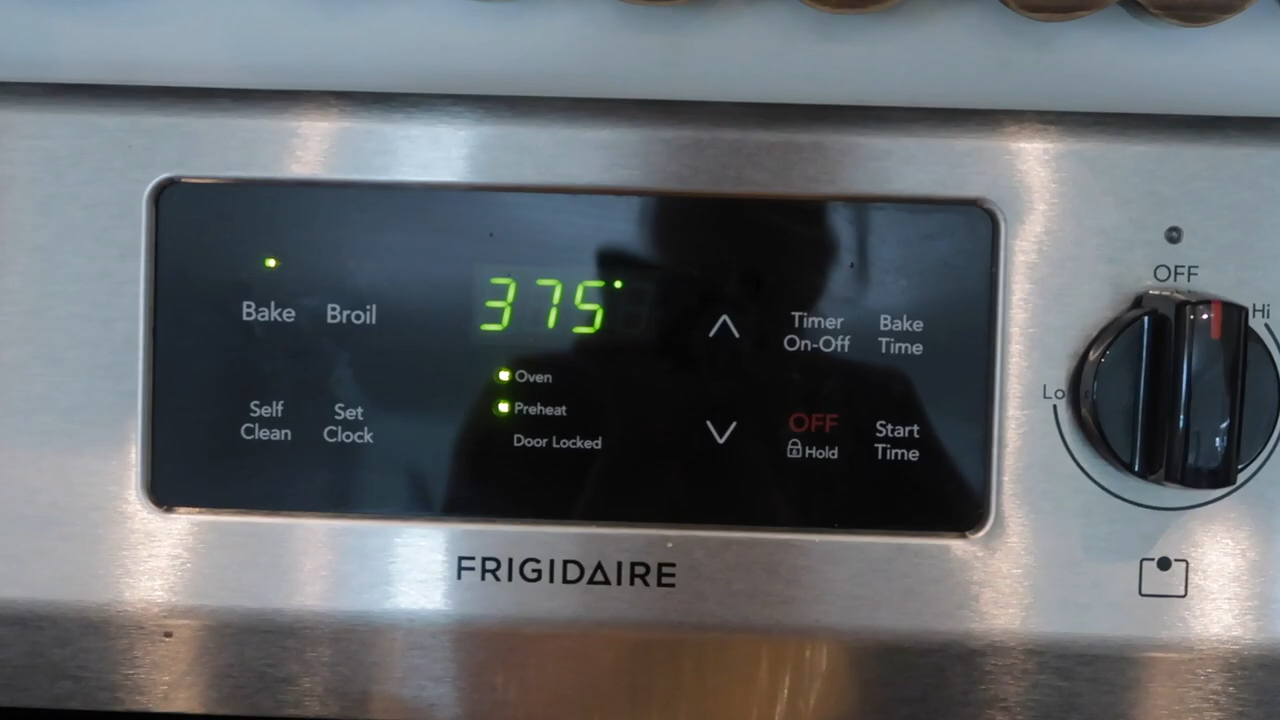 375°
Bake
Broil
Oven
Preheat
Door Locked
Self
Clean
Set
Clock
Timer
On-Off
Bake
Time
OFF
Hold
Start
Time
FRIGIDAIRE
OFF
Hi
Lo